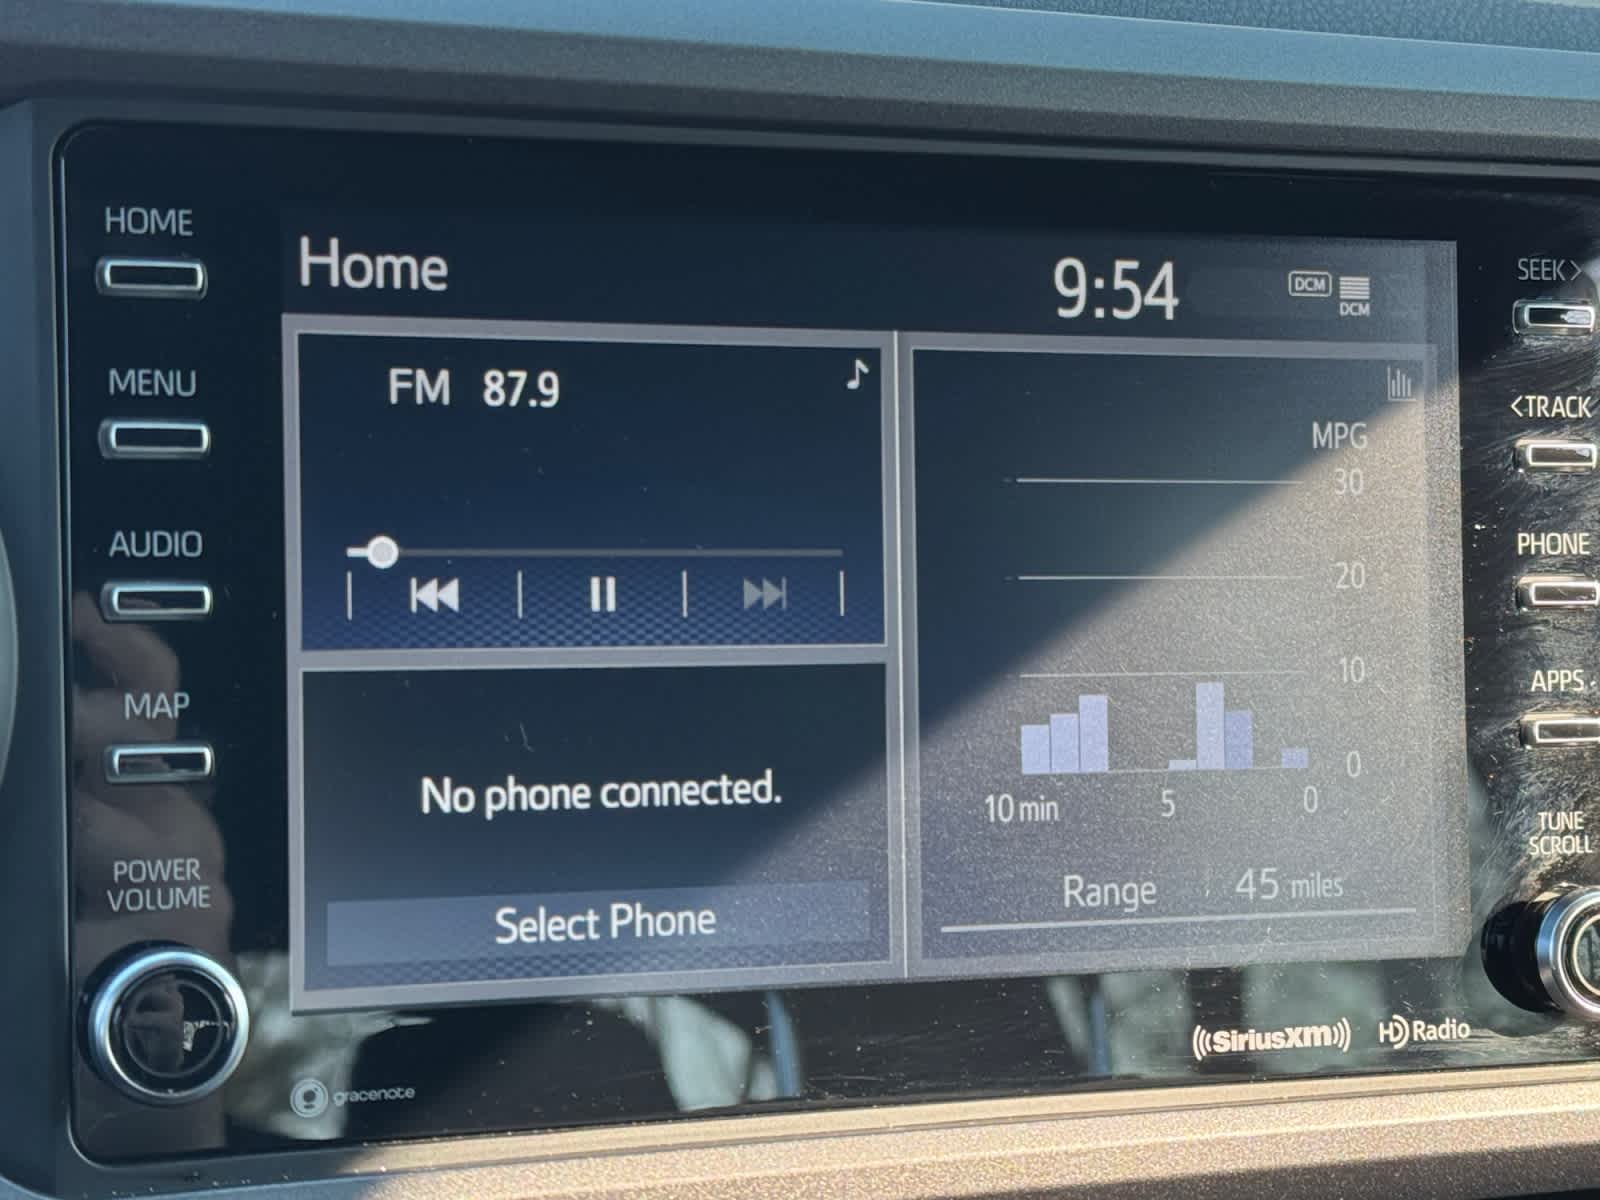 HOME
MENU
AUDIO
MAP
POWER
VOLUME
Home
9:54
DCM
DCM
FM 87.9
No phone connected.
Select Phone
MPG
30
20
10
0
10 min 5 0
Range 45 miles
SEEK>
<TRACK
PHONE
APPS
TUNE
SCROLL
gracenote
((SiriusXM))
HD Radio